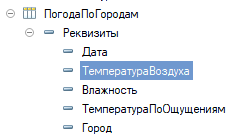 ПогодаПоГородам
Реквизиты
Дата
ТемператураВоздуха
Влажность
ТемператураПоОщущениям
Город